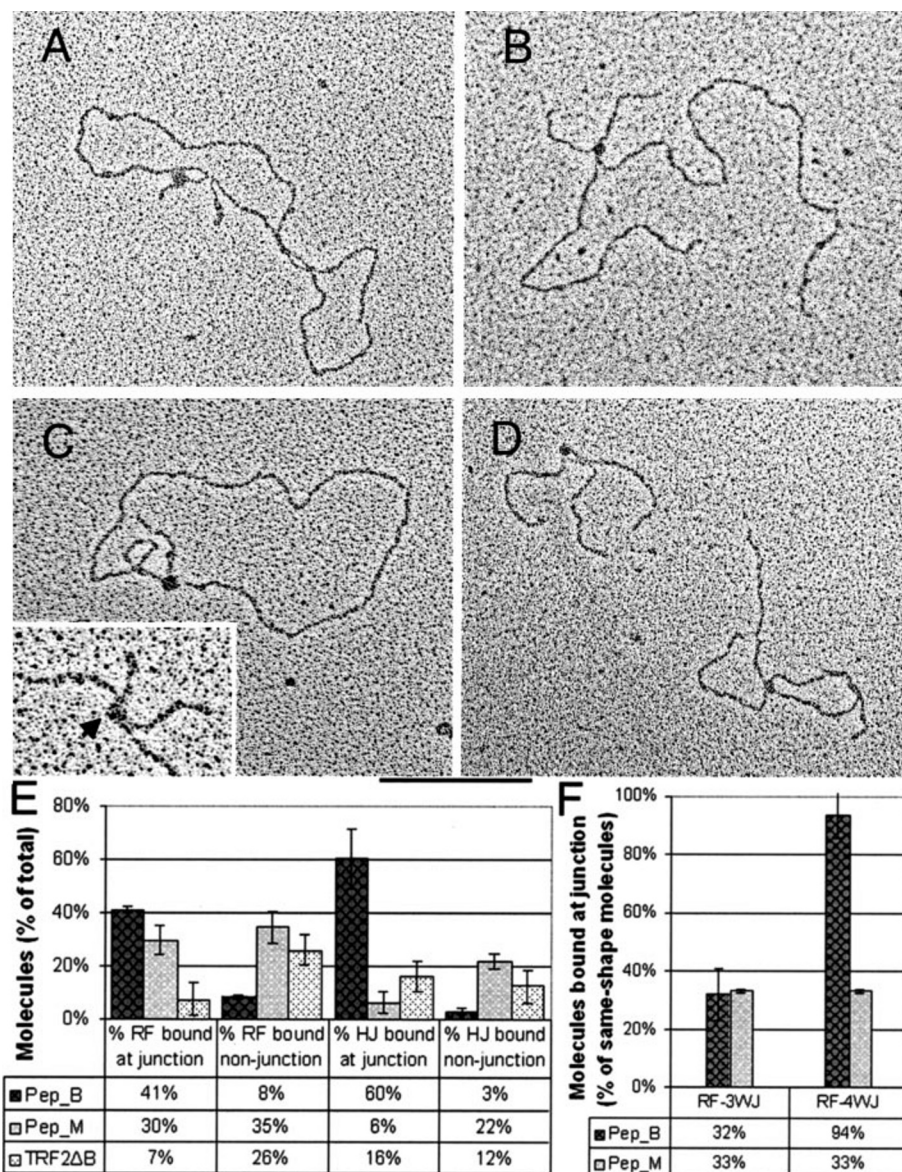 A
B
C
D
E
Molecules (% of total)
80%
60%
40%
20%
0%
% RF bound at junction
% RF bound non-junction
% HJ bound at junction
% HJ bound non-junction
Pep_B 41% 8% 60% 3%
Pep_M 30% 35% 6% 22%
TRF2ΔB 7% 26% 16% 12%
F
Molecules bound at junction
(% of same-shape molecules)
100%
80%
60%
40%
20%
0%
RF-3WJ RF-4WJ
Pep_B 32% 94%
Pep_M 33% 33%